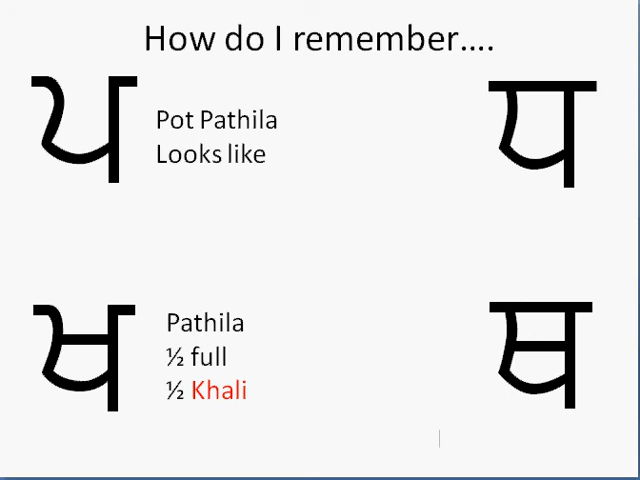 How do I remember....
ਪ
Pot Pathila
Looks like
ਧ
ਖ
Pathila
½ full
½ Khali
ਥ